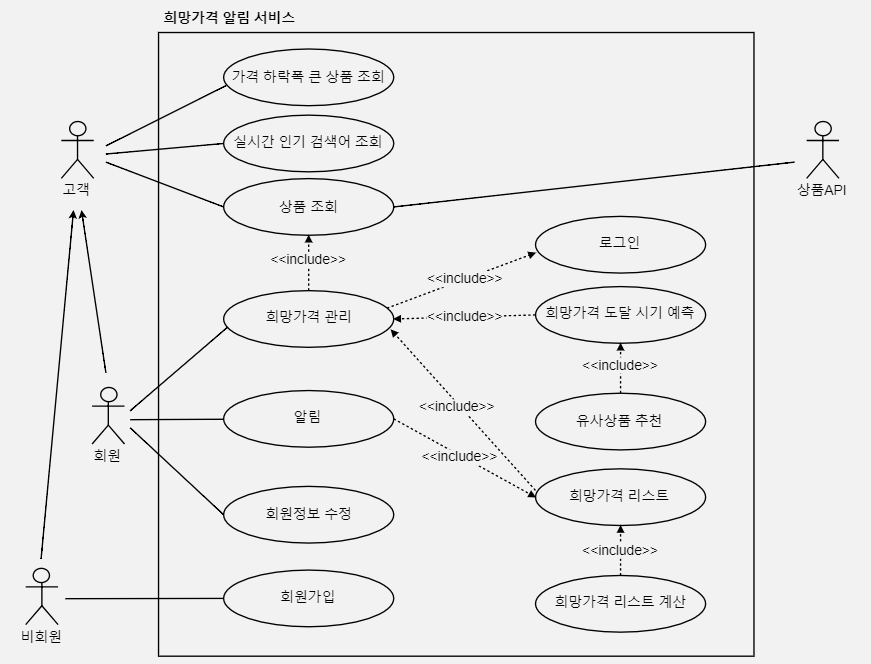 희망가격 알림 서비스
가격 하락폭 큰 상품 조회
실시간 인기 검색어 조회
고객
상품API
상품 조회
로그인
<<include>>
<<include>>
희망가격 관리
<<include>>
희망가격 도달 시기 예측
<<include>>
<<include>>
알림
유사상품 추천
회원
<<include>>
희망가격 리스트
회원정보 수정
<<include>>
회원가입
희망가격 리스트 계산
비회원